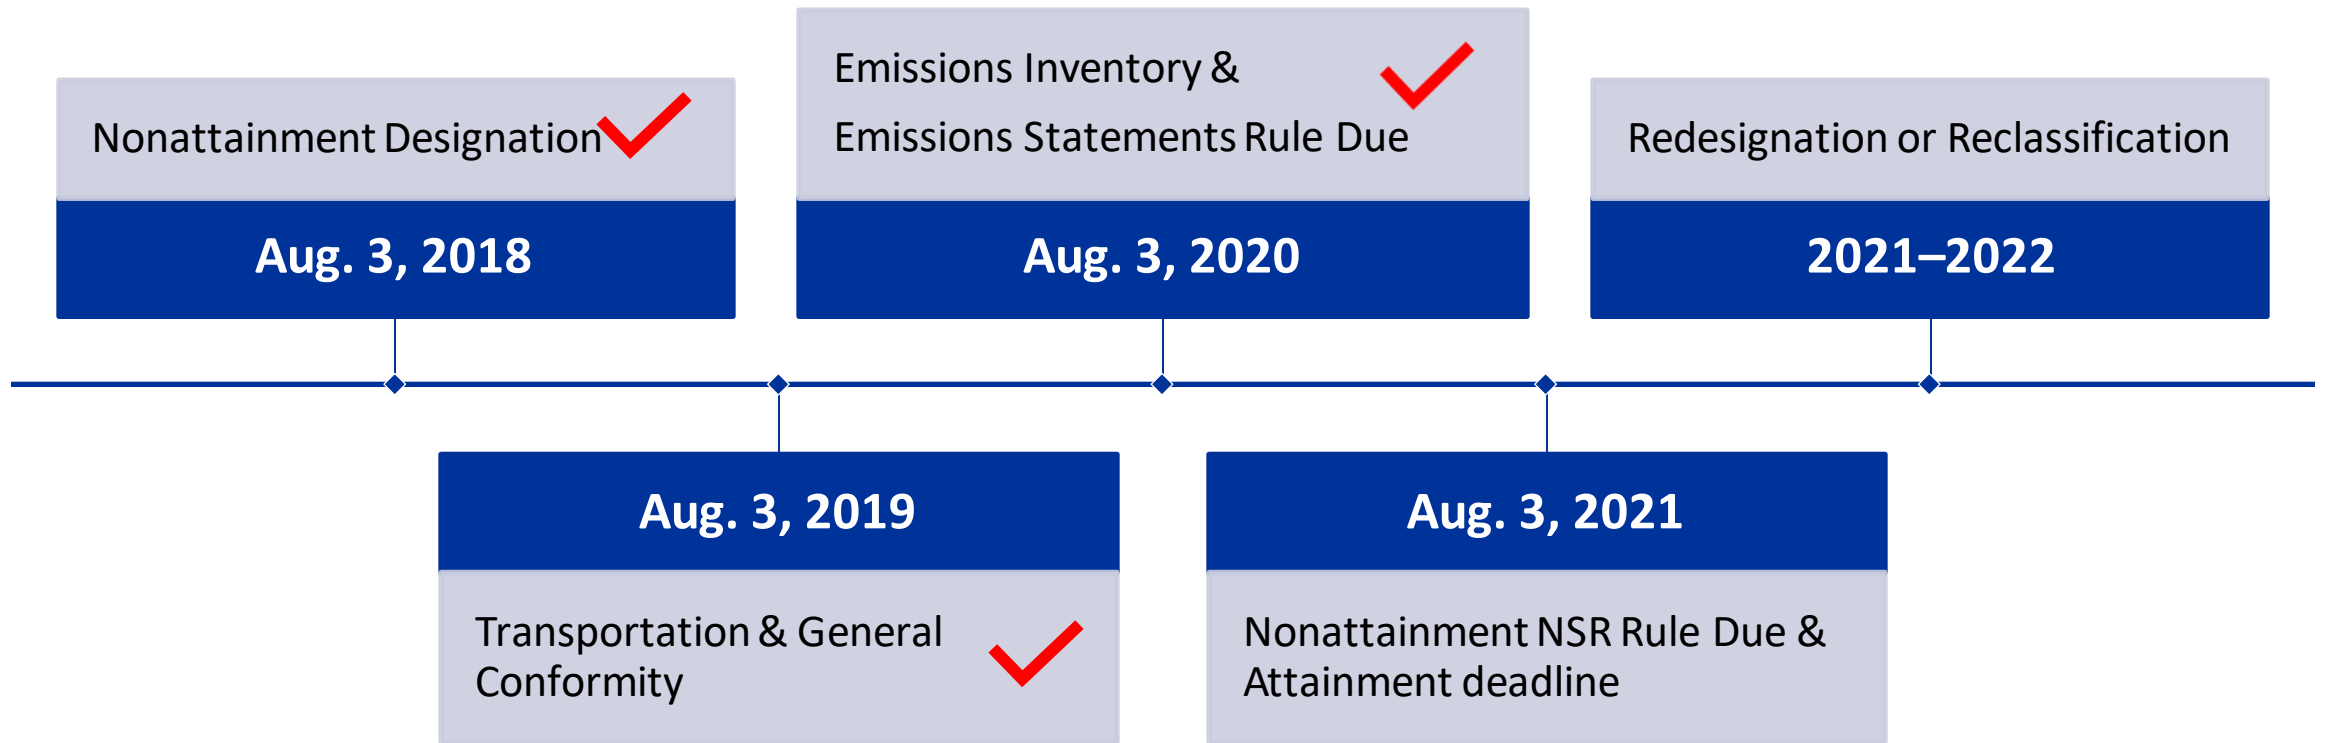 Nonattainment Designation
Aug. 3, 2018
Emissions Inventory &
Emissions Statements Rule Due
Aug. 3, 2020
Redesignation or Reclassification
2021–2022
Aug. 3, 2019
Transportation & General
Conformity
Aug. 3, 2021
Nonattainment NSR Rule Due &
Attainment deadline